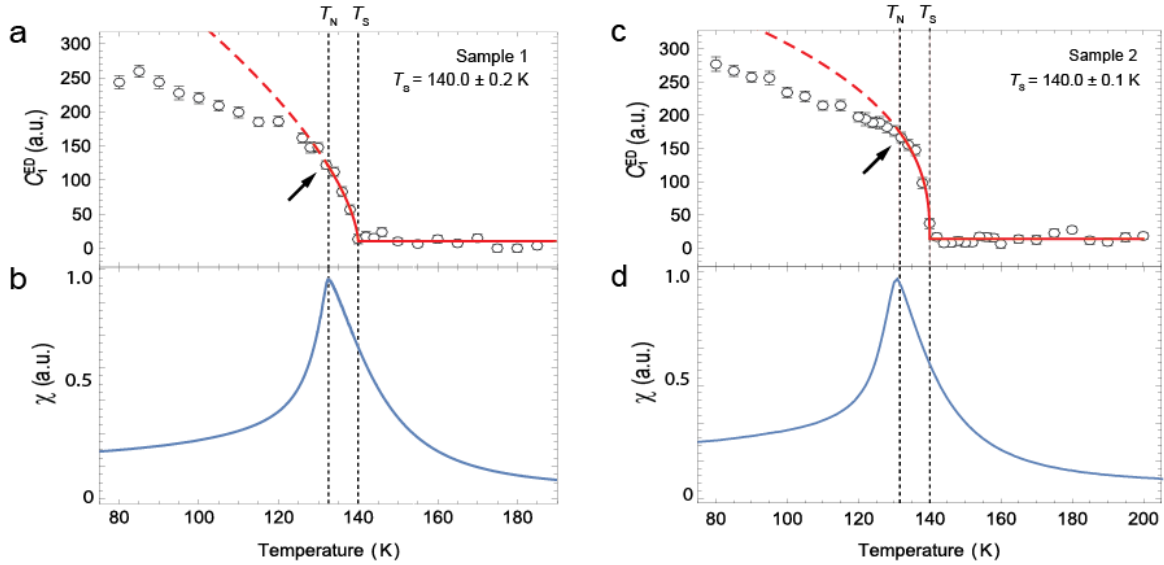 T_N T_S
a
Sample 1
T_s = 140.0 ± 0.2 K
300
250
200
150
100
50
0
C_1^ED (a.u.)
b
1.0
0.5
0
χ (a.u.)
80 100 120 140 160 180
Temperature (K)
T_N T_S
c
Sample 2
T_s = 140.0 ± 0.1 K
300
250
200
150
100
50
0
C_1^ED (a.u.)
d
1.0
0.5
0
χ (a.u.)
80 100 120 140 160 180 200
Temperature (K)